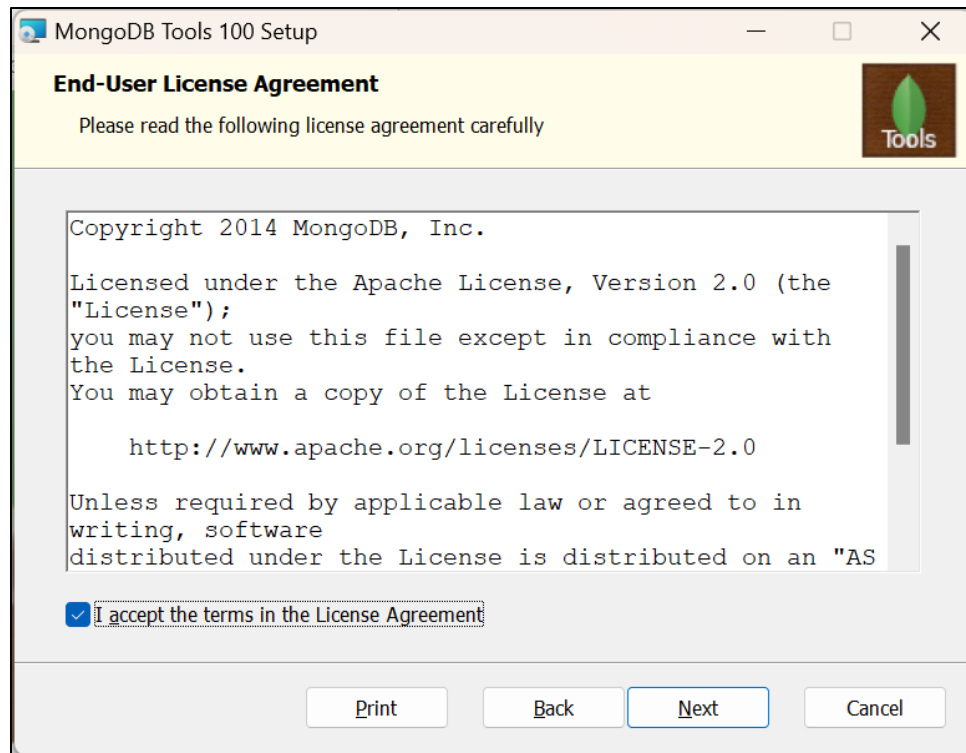 MongoDB Tools 100 Setup
End-User License Agreement
Please read the following license agreement carefully
Tools
Copyright 2014 MongoDB, Inc.
Licensed under the Apache License, Version 2.0 (the
"License");
you may not use this file except in compliance with
the License.
You may obtain a copy of the License at
http://www.apache.org/licenses/LICENSE-2.0
Unless required by applicable law or agreed to in
writing, software
distributed under the License is distributed on an "AS
I accept the terms in the License Agreement
Print Back Next Cancel